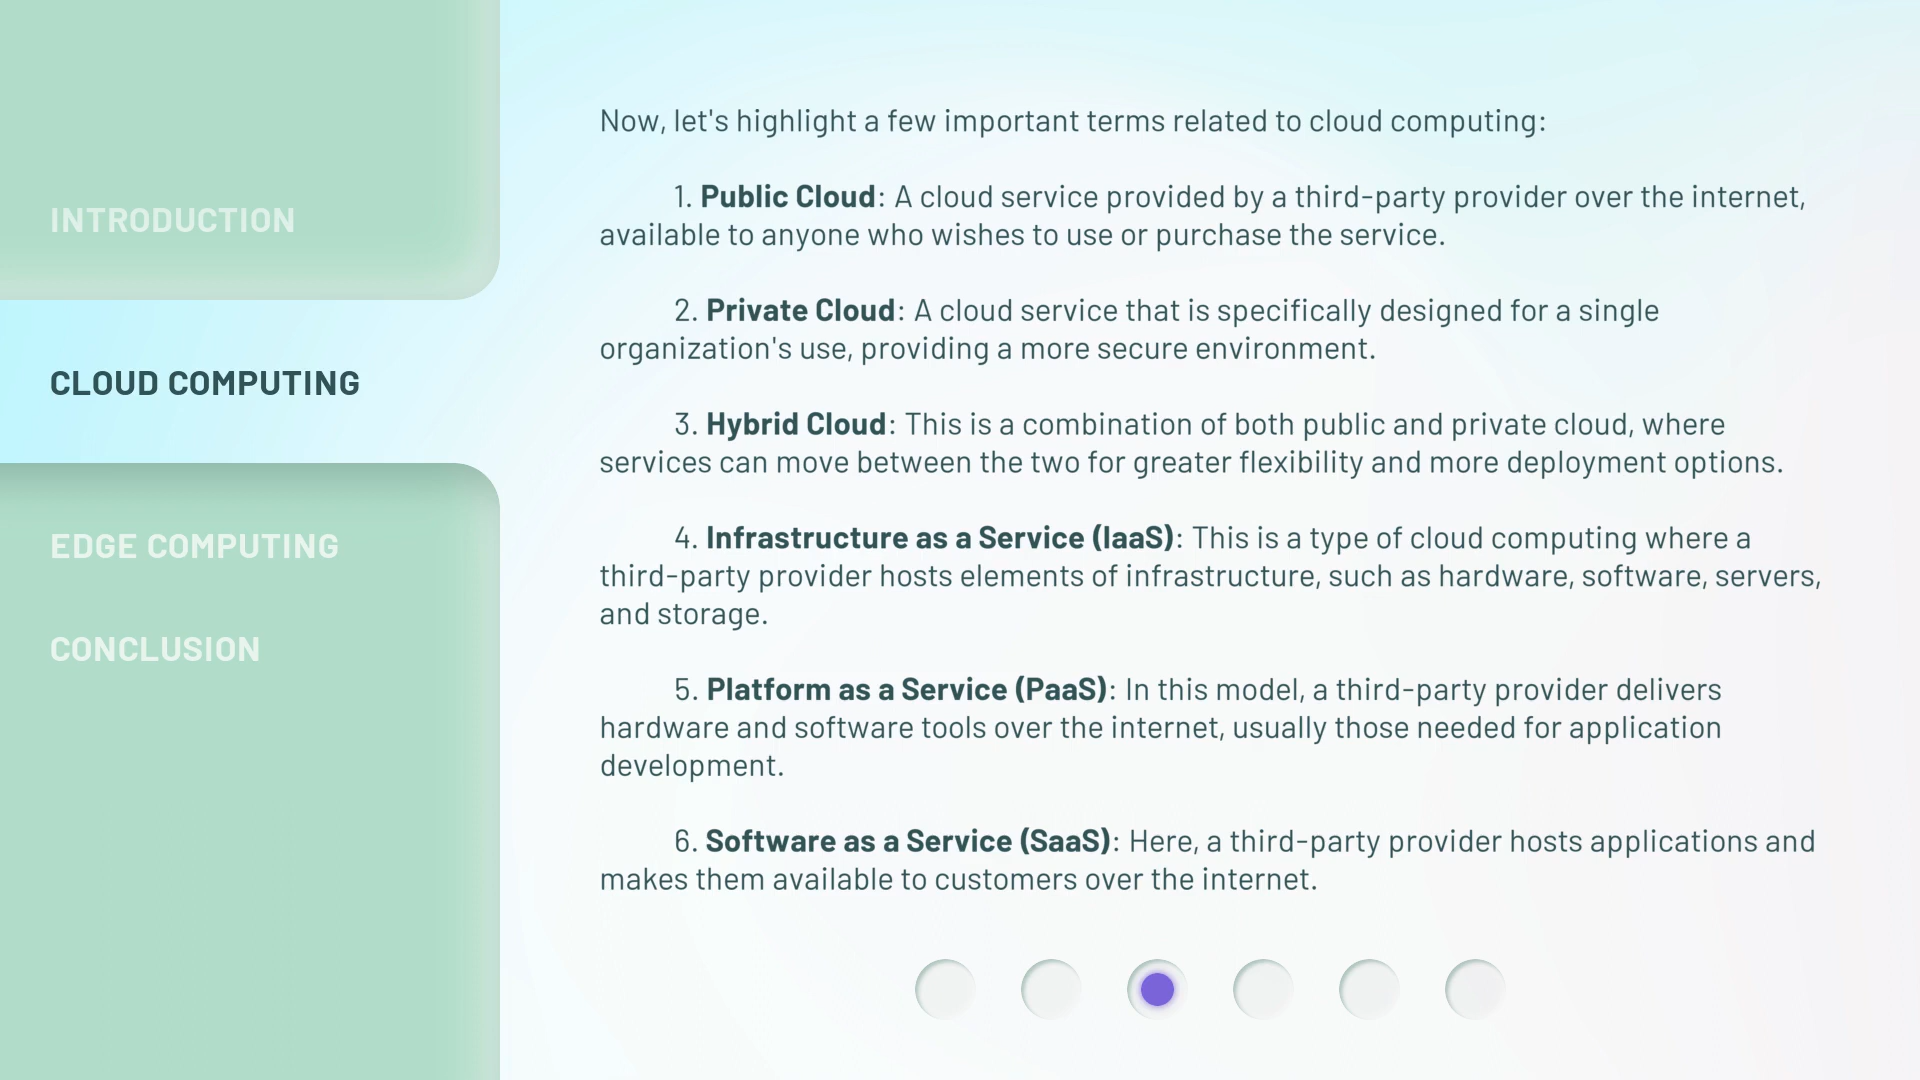 INTRODUCTION
CLOUD COMPUTING
EDGE COMPUTING
CONCLUSION
Now, let's highlight a few important terms related to cloud computing:
1. Public Cloud: A cloud service provided by a third-party provider over the internet,
available to anyone who wishes to use or purchase the service.
2. Private Cloud: A cloud service that is specifically designed for a single
organization's use, providing a more secure environment.
3. Hybrid Cloud: This is a combination of both public and private cloud, where
services can move between the two for greater flexibility and more deployment options.
4. Infrastructure as a Service (IaaS): This is a type of cloud computing where a
third-party provider hosts elements of infrastructure, such as hardware, software, servers,
and storage.
5. Platform as a Service (PaaS): In this model, a third-party provider delivers
hardware and software tools over the internet, usually those needed for application
development.
6. Software as a Service (SaaS): Here, a third-party provider hosts applications and
makes them available to customers over the internet.